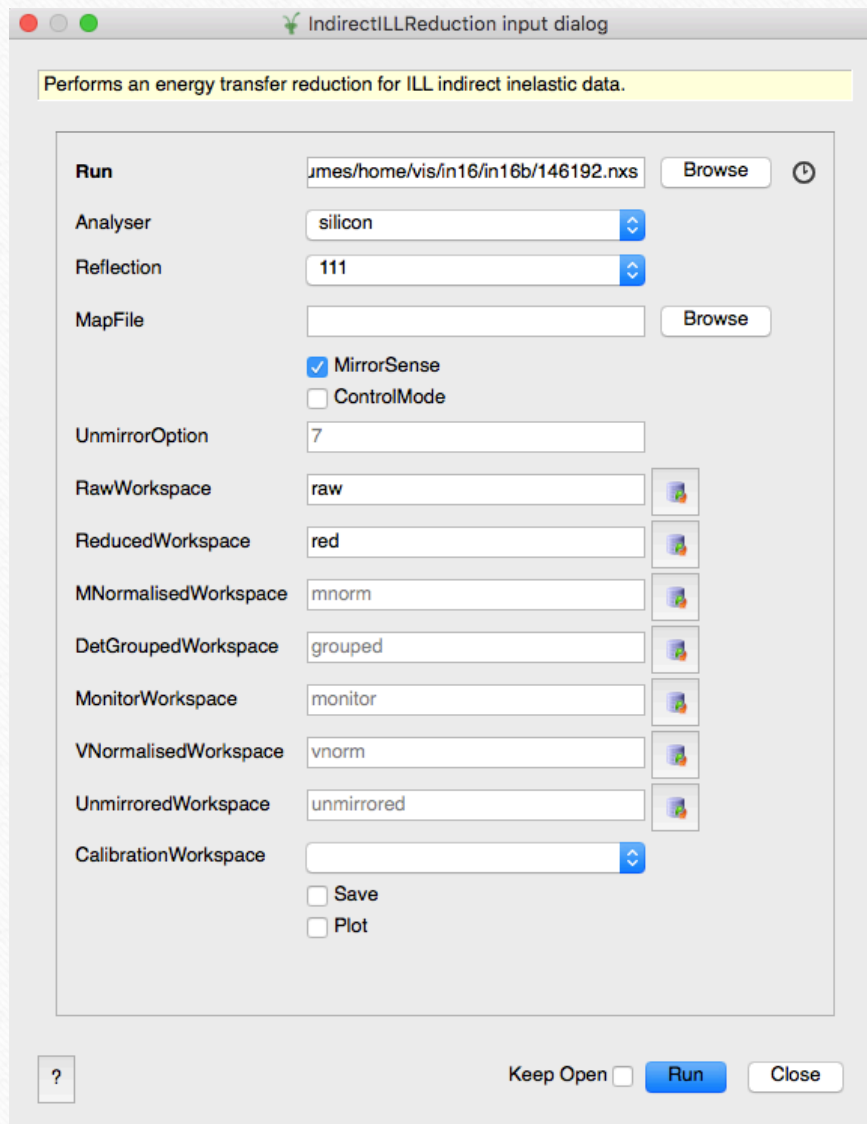 IndirectILLReduction input dialog
Performs an energy transfer reduction for ILL indirect inelastic data.
Run umes/home/vis/in16/in16b/146192.nxs Browse
Analyser silicon
Reflection 111
MapFile Browse
MirrorSense
ControlMode
UnmirrorOption 7
RawWorkspace raw
ReducedWorkspace red
MNormalisedWorkspace mnorm
DetGroupedWorkspace grouped
MonitorWorkspace monitor
VNormalisedWorkspace vnorm
UnmirroredWorkspace unmirrored
CalibrationWorkspace
Save
Plot
? Keep Open Run Close